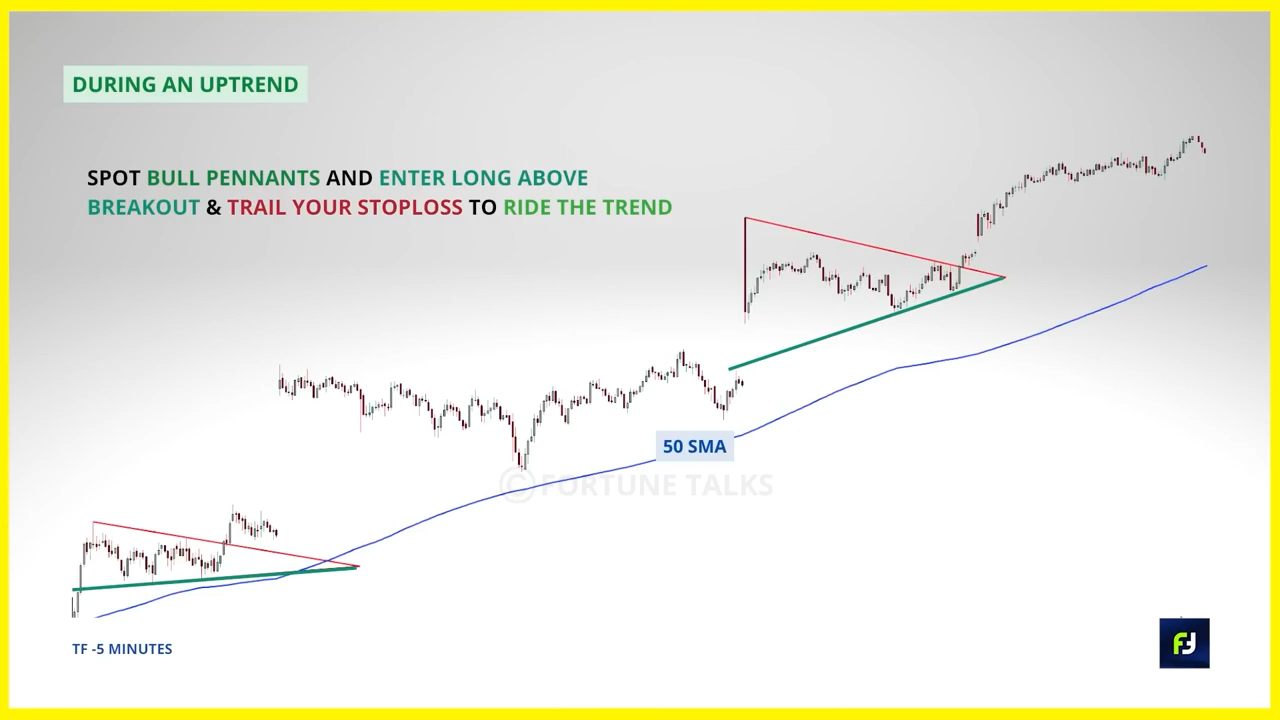 DURING AN UPTREND
SPOT BULL PENNANTS AND ENTER LONG ABOVE
BREAKOUT & TRAIL YOUR STOPLOSS TO RIDE THE TREND
50 SMA
©FORTUNE TALKS
TF -5 MINUTES